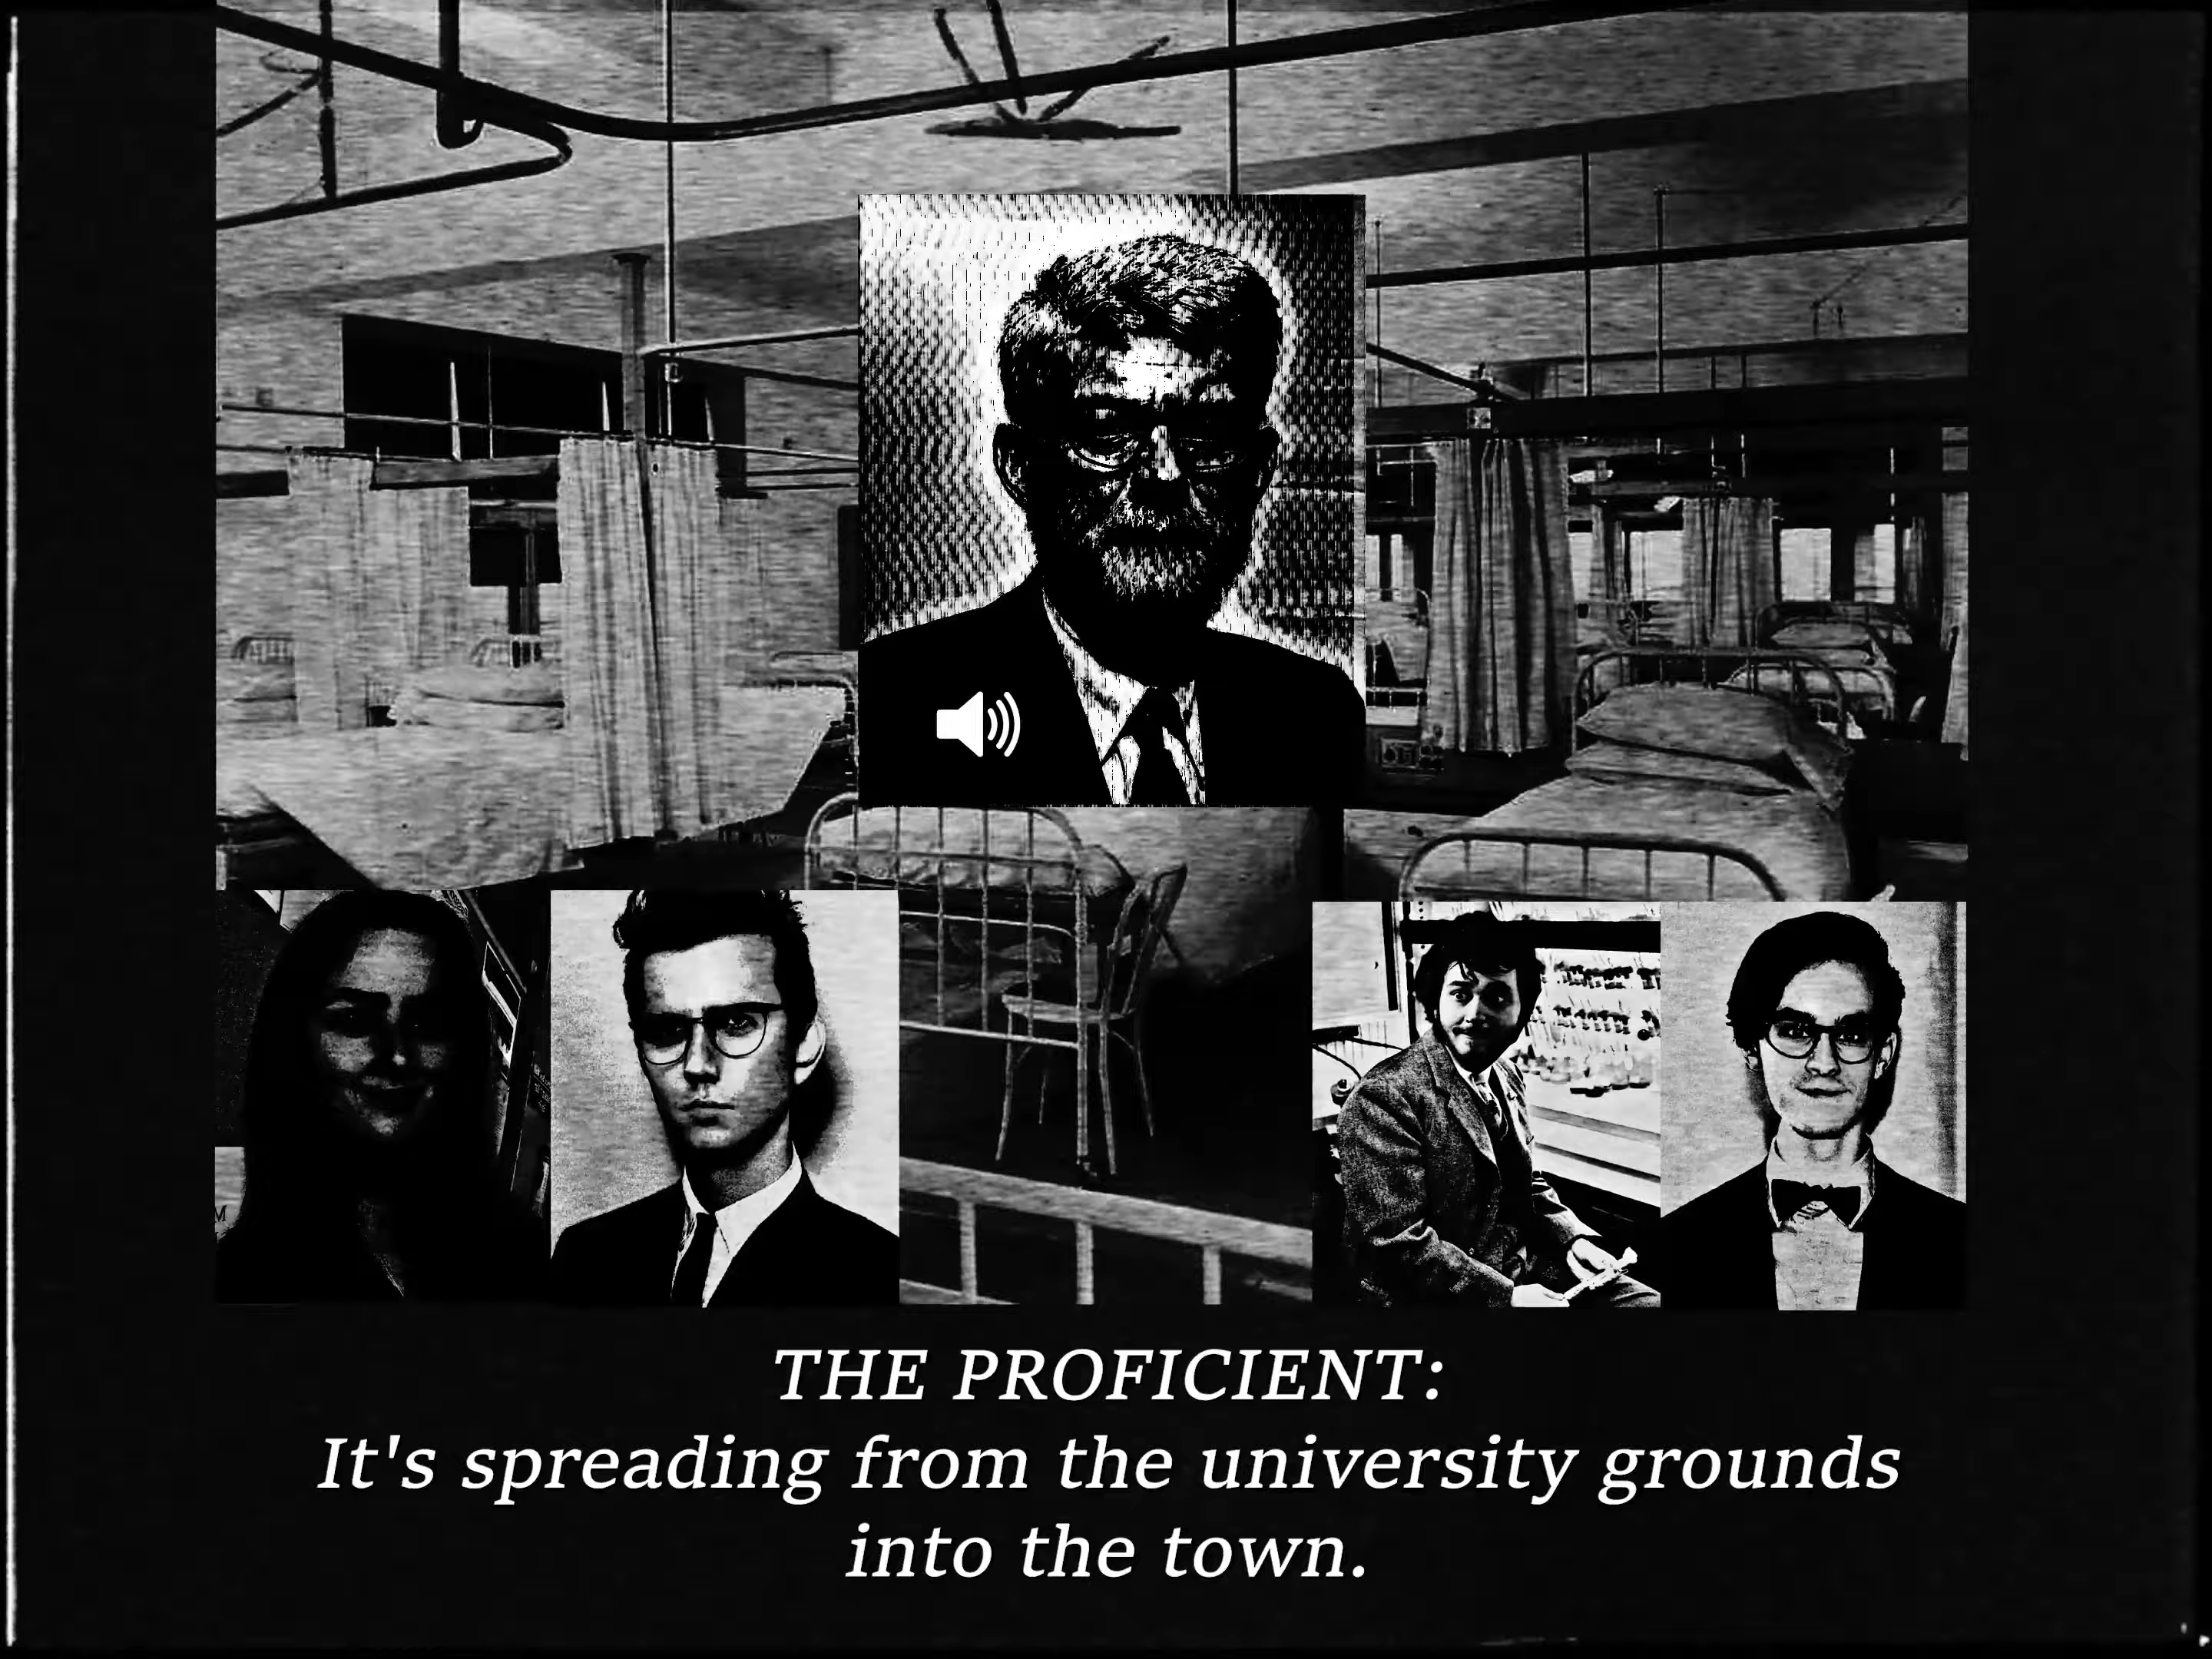 THE PROFICIENT:
It's spreading from the university grounds
into the town.